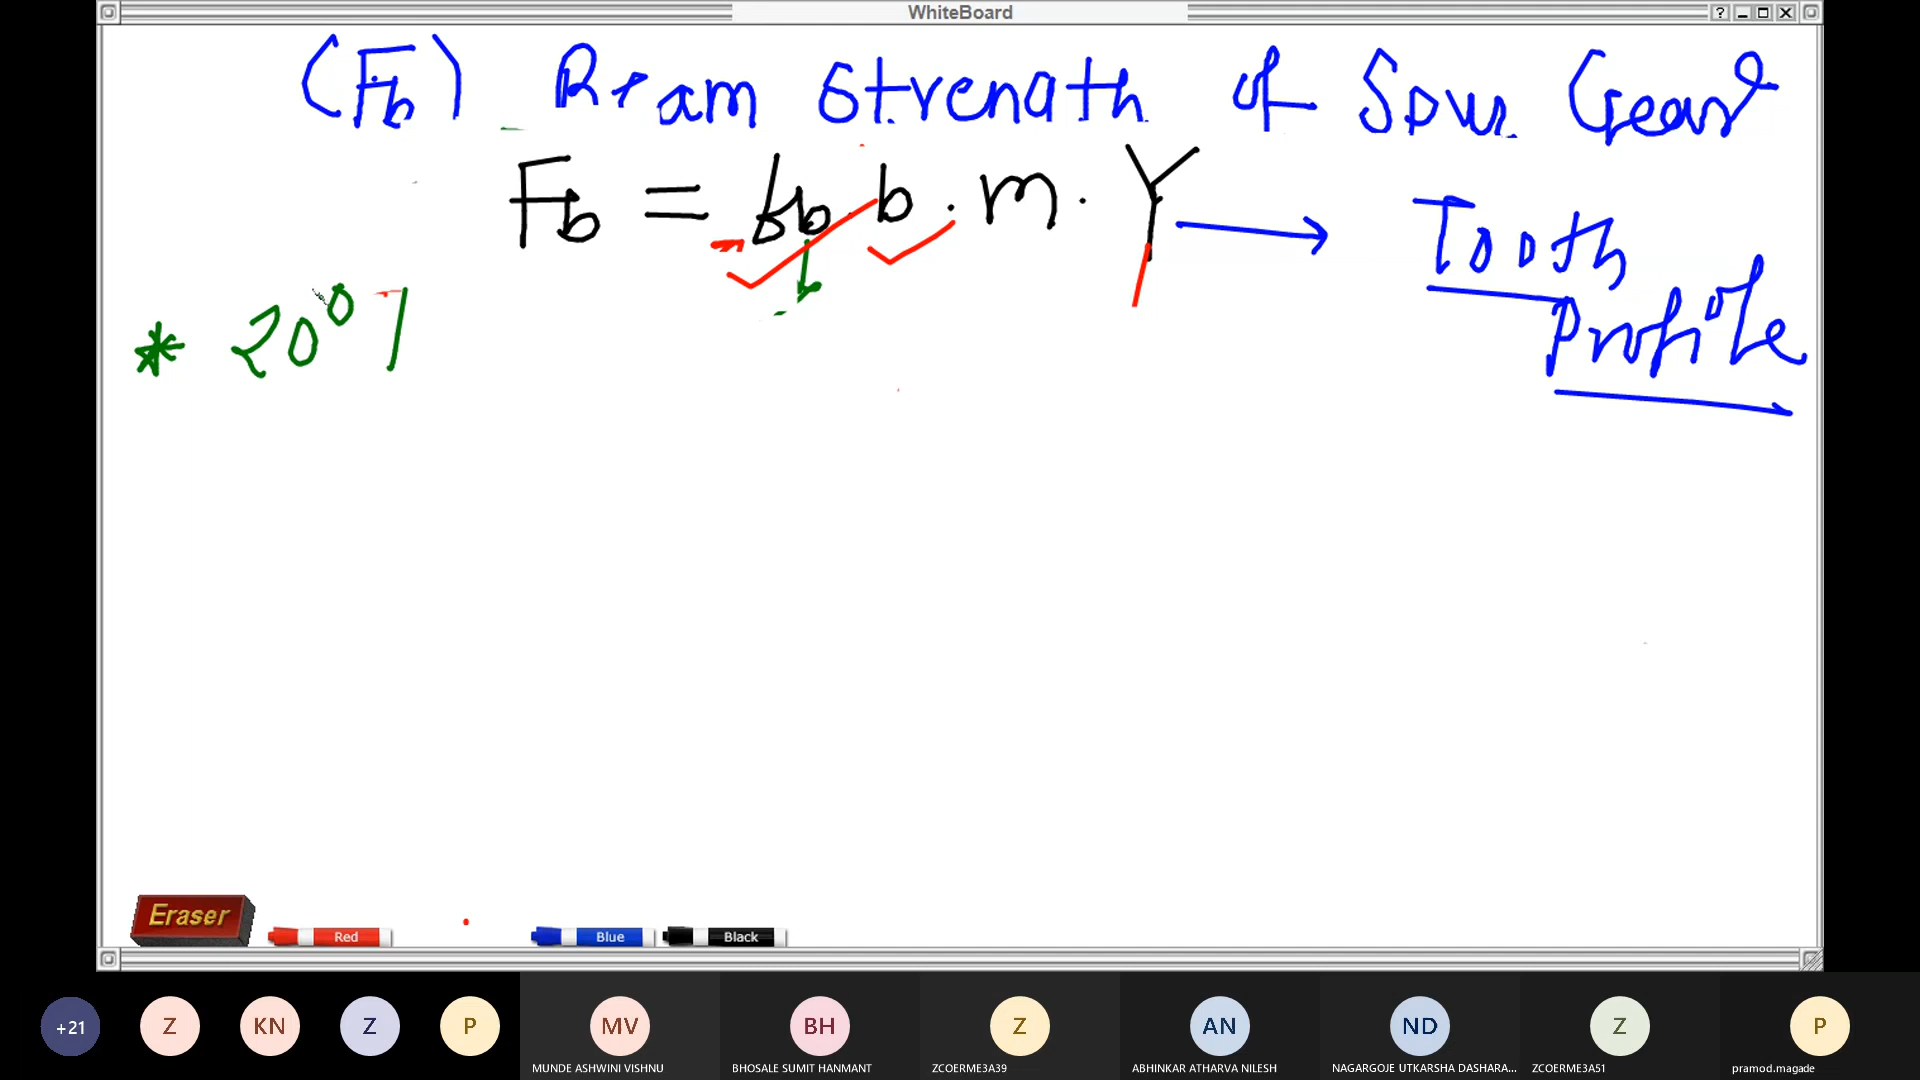 WhiteBoard
(Fb) Beam Strength of Spur Gear
Fb = σb . b . m . Y → Tooth
Profile
* 20°
Eraser
Red
Blue
Black
+21
Z
KN
Z
P
MV
BH
Z
AN
ND
Z
P
MUNDE ASHWINI VISHNU
BHOSALE SUMIT HANMANT
ZCOERME3A39
ABHINKAR ATHARVA NILESH
NAGARGOJE UTKARSHA DASHARA...
ZCOERME3A51
pramod.magade